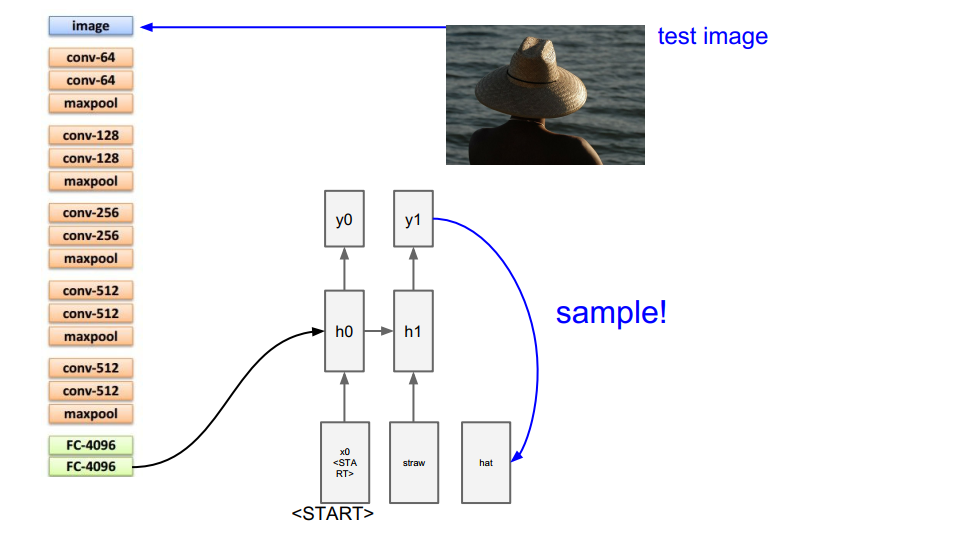 image
conv-64
conv-64
maxpool
conv-128
conv-128
maxpool
conv-256
conv-256
maxpool
conv-512
conv-512
maxpool
conv-512
conv-512
maxpool
FC-4096
FC-4096
test image
y0
y1
sample!
h0
h1
x0
<STA
RT>
straw
hat
<START>